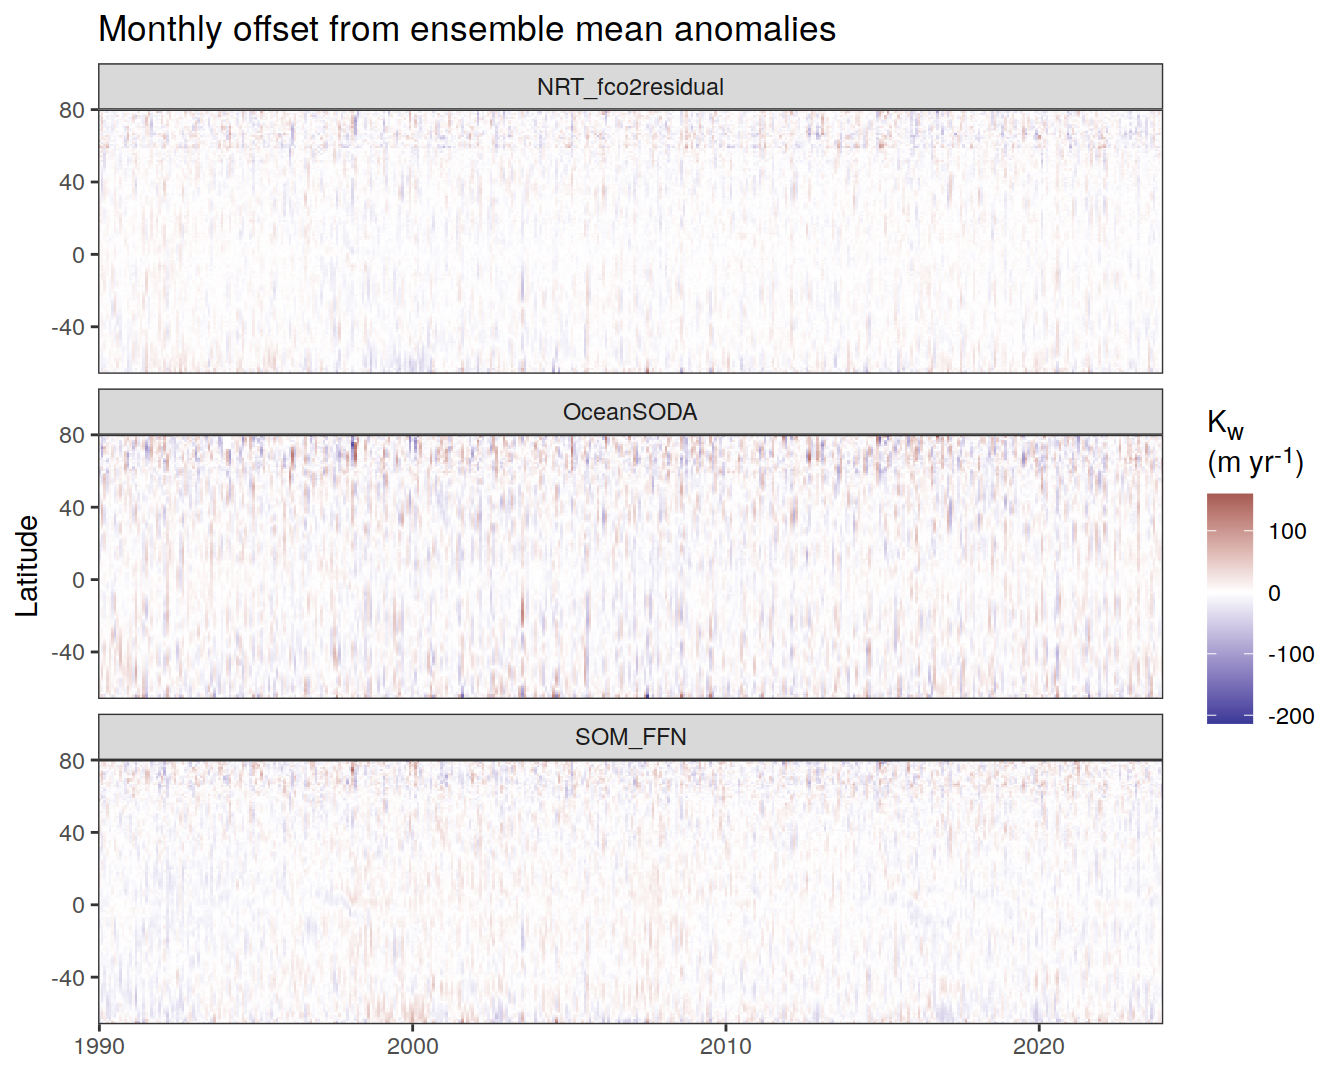 Monthly offset from ensemble mean anomalies
NRT_fco2residual
80
40
0
-40
OceanSODA
80
40
0
-40
SOM_FFN
80
40
0
-40
1990 2000 2010 2020
Latitude
Kw
(m yr-1)
100
0
-100
-200